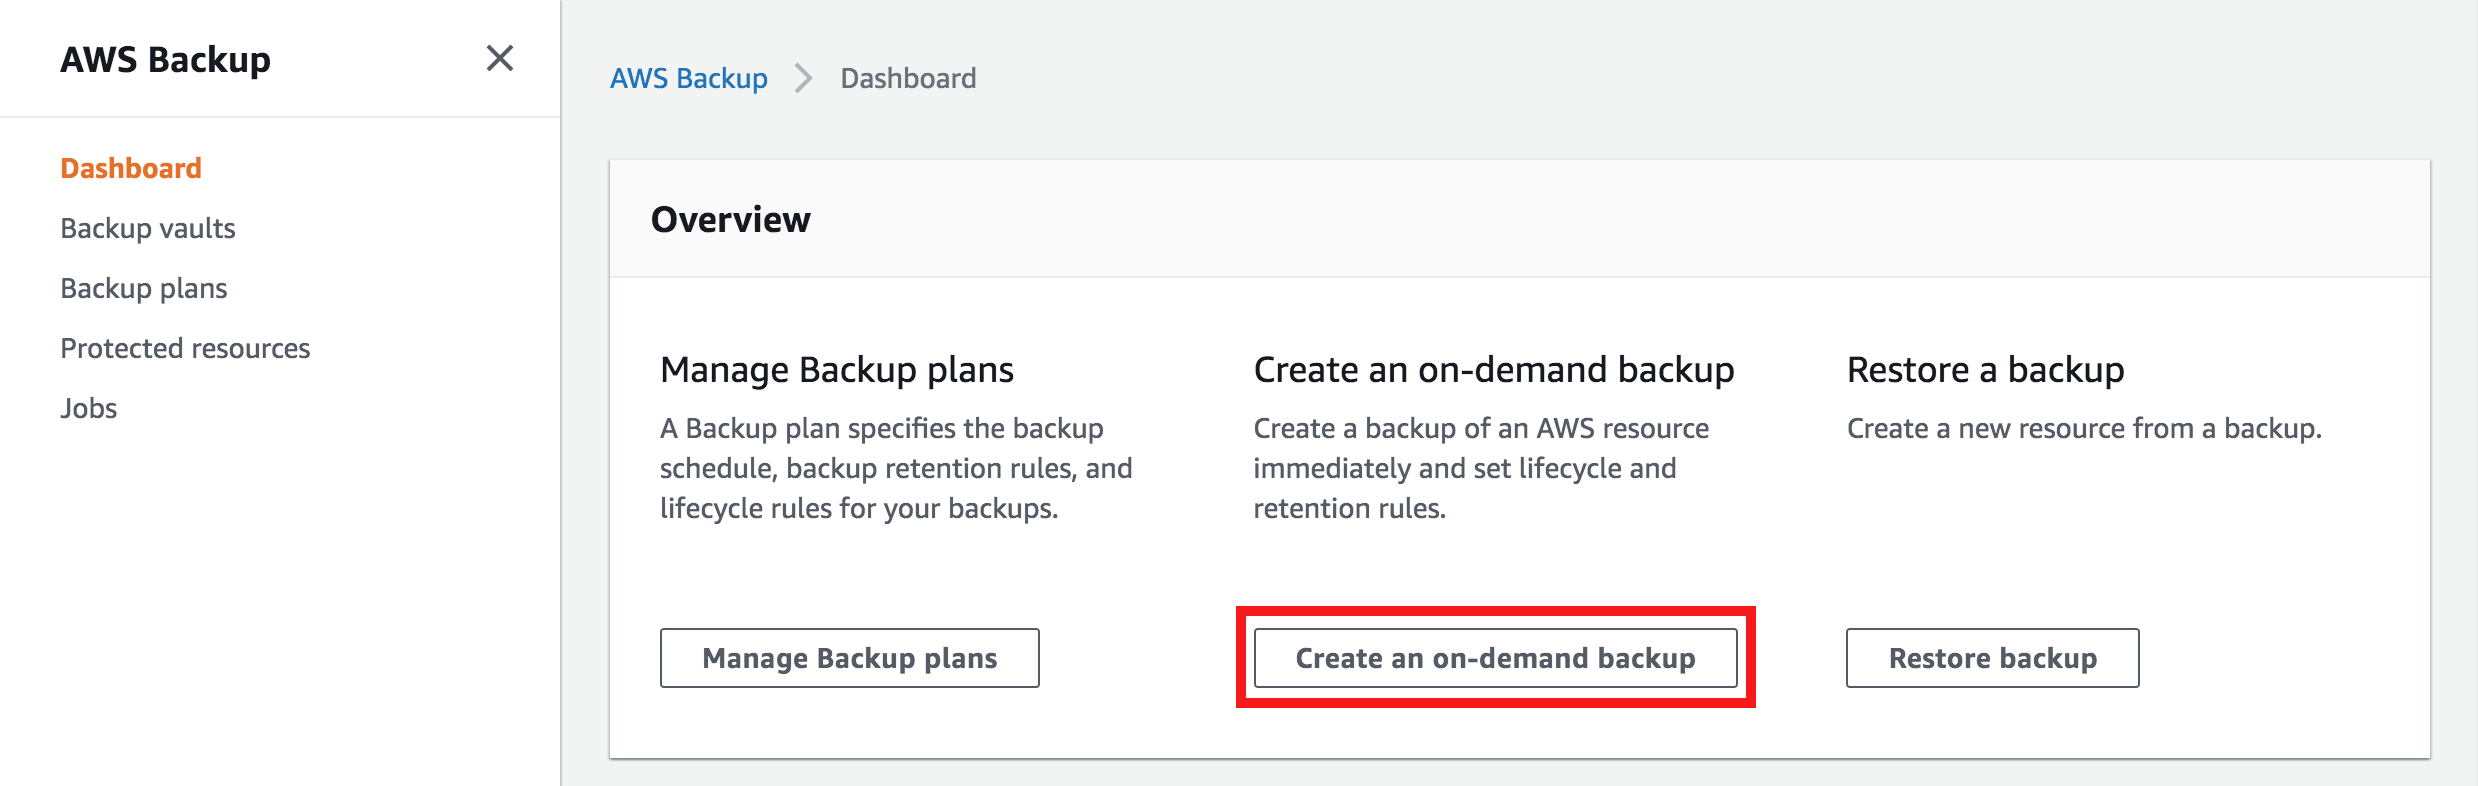 AWS Backup
Dashboard
Backup vaults
Backup plans
Protected resources
Jobs
AWS Backup
Dashboard
Overview
Manage Backup plans
A Backup plan specifies the backup
schedule, backup retention rules, and
lifecycle rules for your backups.
Manage Backup plans
Create an on-demand backup
Create a backup of an AWS resource
immediately and set lifecycle and
retention rules.
Create an on-demand backup
Restore a backup
Create a new resource from a backup.
Restore backup